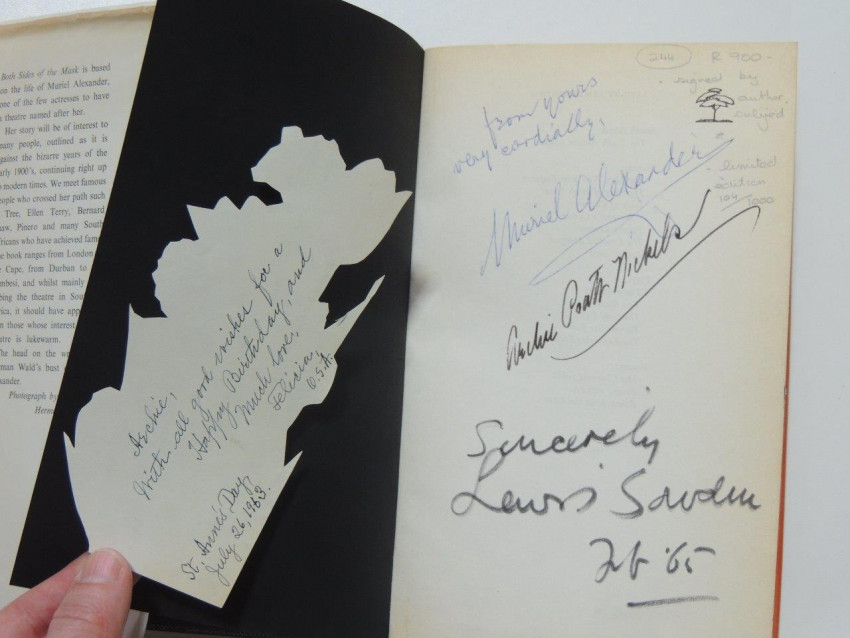 Both Sides of the Mask is based
on the life of Muriel Alexander,
one of the few actresses to have
a theatre named after her.
Her story will be of interest to
many people, outlined as it is
against the bizarre years of the
early 1900's, continuing right up
to modern times. We meet famous
people who crossed her path such
Tree, Ellen Terry, Bernard
Shaw, Pinero and many South
Africans who have achieved fame
book ranges from London
Cape, from Durban to
and whilst mainly
the theatre in Sou
it should have app
those whose interest
is lukewarm.
The head on the
Wald's bust
Photograph by
Herm
Archie,
With all good wishes for a
Happy Birthday, and
much love,
Felicia,
U.S.A.
St. Anne's Day,
July 26, 1963.
244 R 900-
- signed by
author,
- limited
edition
104/1000
from yours
very cordially,
Muriel Alexander
Archie Nickels
Sincerely
Lewis Sowden
Feb '65